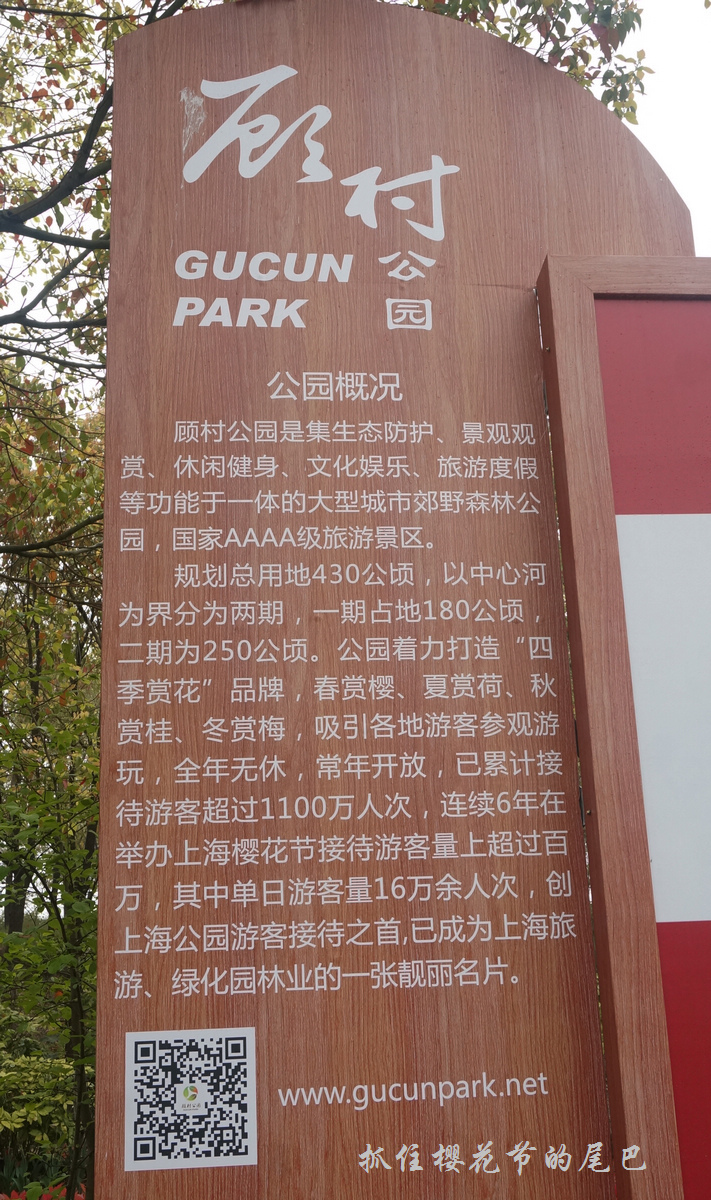 顾村
GUCUN 公
PARK 园
公园概况
顾村公园是集生态防护、景观观
赏、休闲健身、文化娱乐、旅游度假
等功能于一体的大型城市郊野森林公
园，国家AAAA级旅游景区。
规划总用地430公顷，以中心河
为界分为两期，一期占地180公顷，
二期为250公顷。公园着力打造“四
季赏花”品牌，春赏樱、夏赏荷、秋
赏桂、冬赏梅，吸引各地游客参观游
玩，全年无休，常年开放，已累计接
待游客超过1100万人次，连续6年在
举办上海樱花节接待游客量上超过百
万，其中单日游客量16万余人次，创
上海公园游客接待之首,已成为上海旅
游、绿化园林业的一张靓丽名片。
www.gucunpark.net
抓住樱花节的尾巴